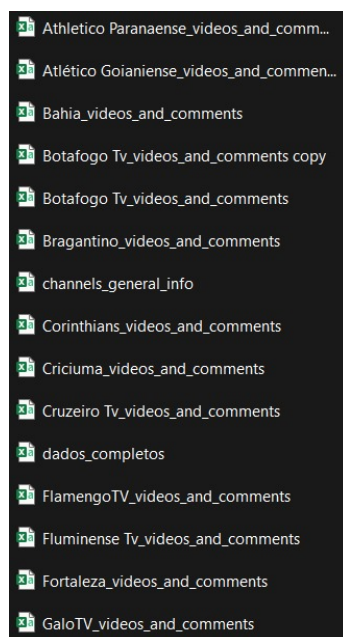 Athletico Paranaense_videos_and_comm...
Atlético Goianiense_videos_and_commen...
Bahia_videos_and_comments
Botafogo Tv_videos_and_comments copy
Botafogo Tv_videos_and_comments
Bragantino_videos_and_comments
channels_general_info
Corinthians_videos_and_comments
Criciuma_videos_and_comments
Cruzeiro Tv_videos_and_comments
dados_completos
FlamengoTV_videos_and_comments
Fluminense Tv_videos_and_comments
Fortaleza_videos_and_comments
GaloTV_videos_and_comments